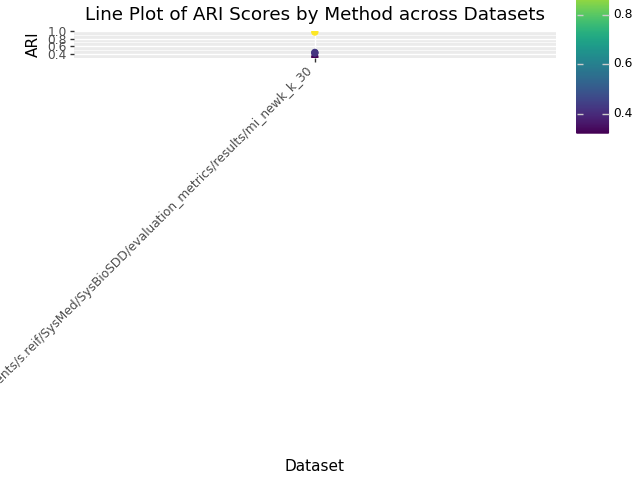 Line Plot of ARI Scores by Method across Datasets
1.0
0.8
0.6
0.4
ARI
0.8
0.6
0.4
/s.reif/SysMed/SysBioSDD/evaluation_metrics/results/mi_newk_k_30
Dataset